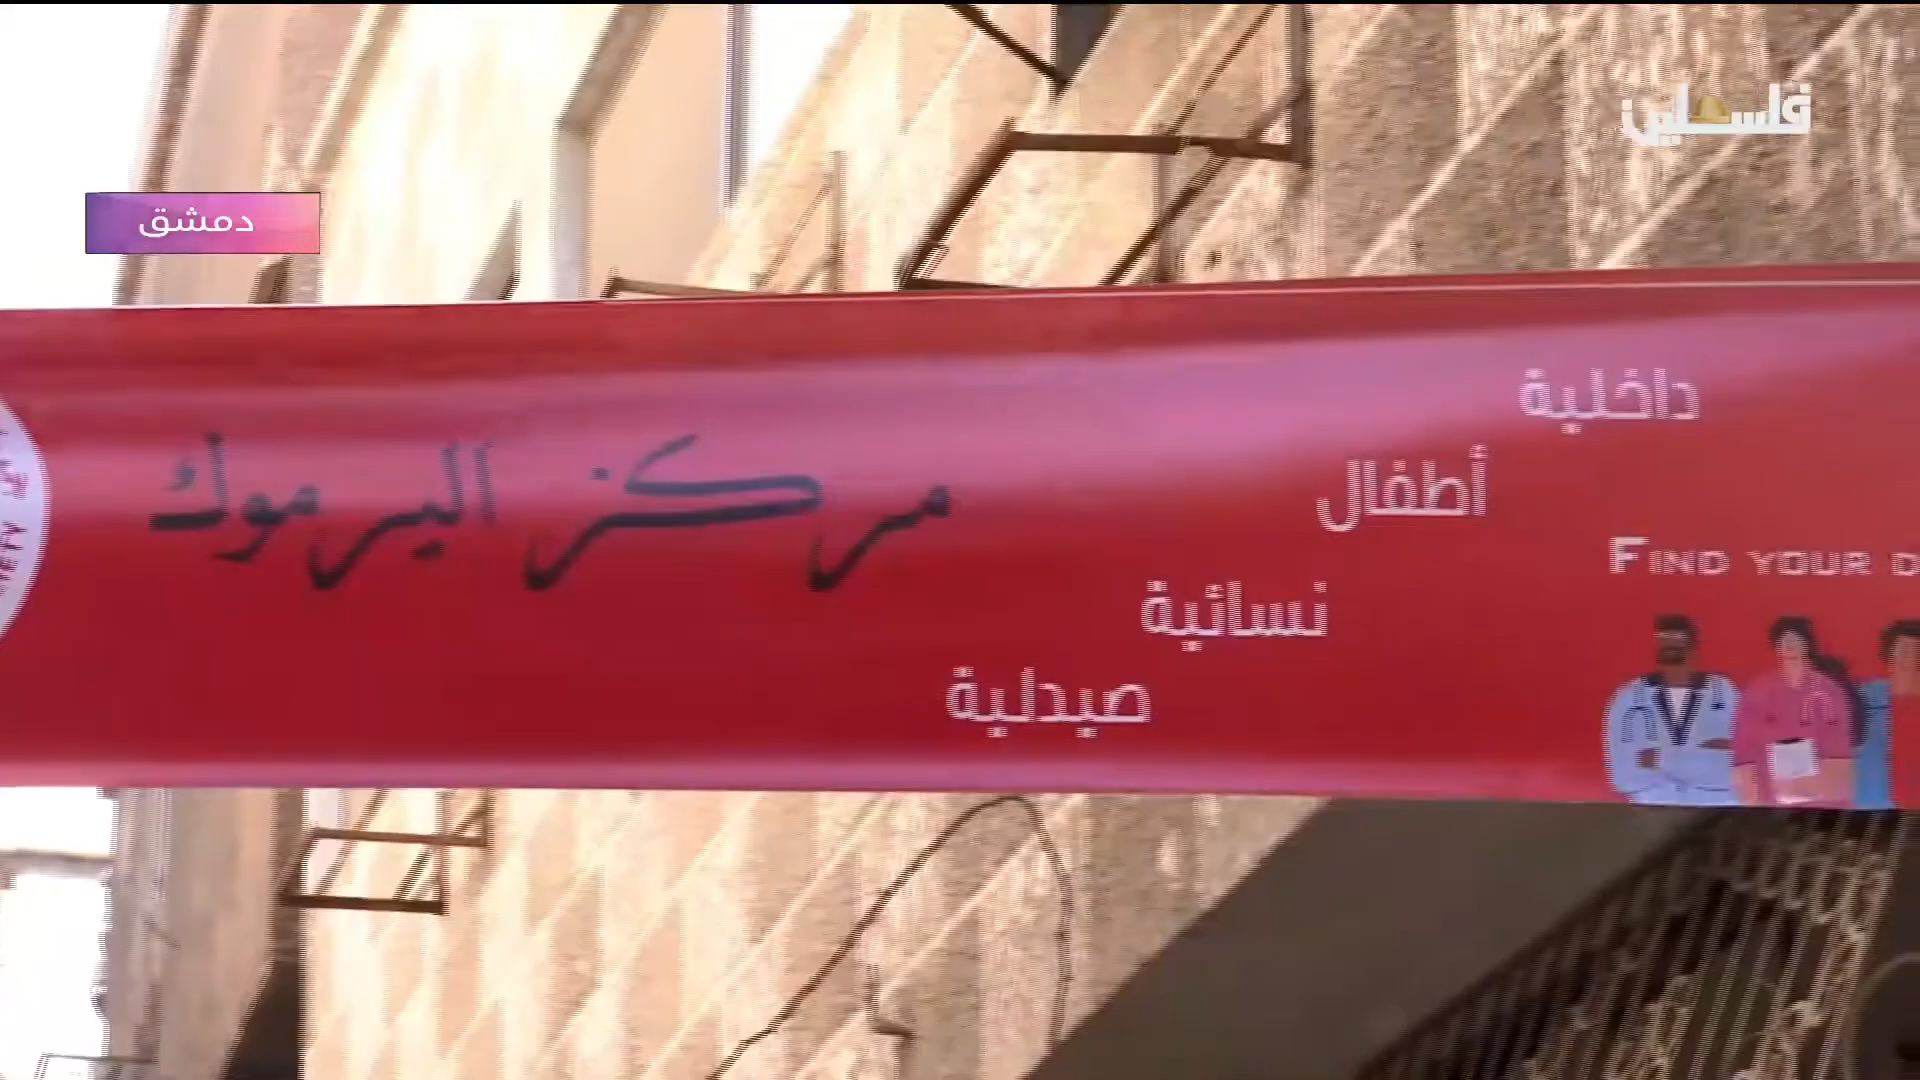 فلسطين
دمشق
مركز اليرموك
داخلية
أطفال
نسائية
صيدلية
FIND YOUR D